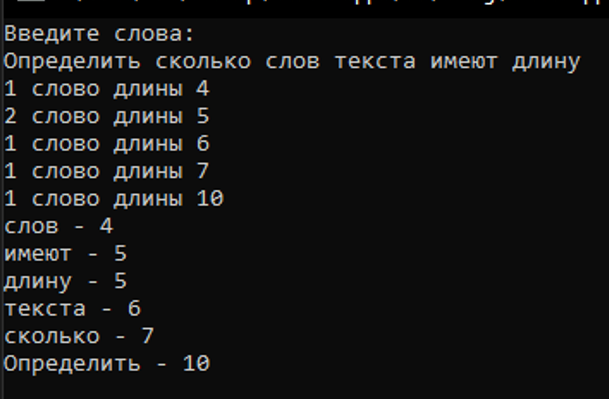 Введите слова:
Определить сколько слов текста имеют длину
1 слово длины 4
2 слово длины 5
1 слово длины 6
1 слово длины 7
1 слово длины 10
слов - 4
имеют - 5
длину - 5
текста - 6
сколько - 7
Определить - 10